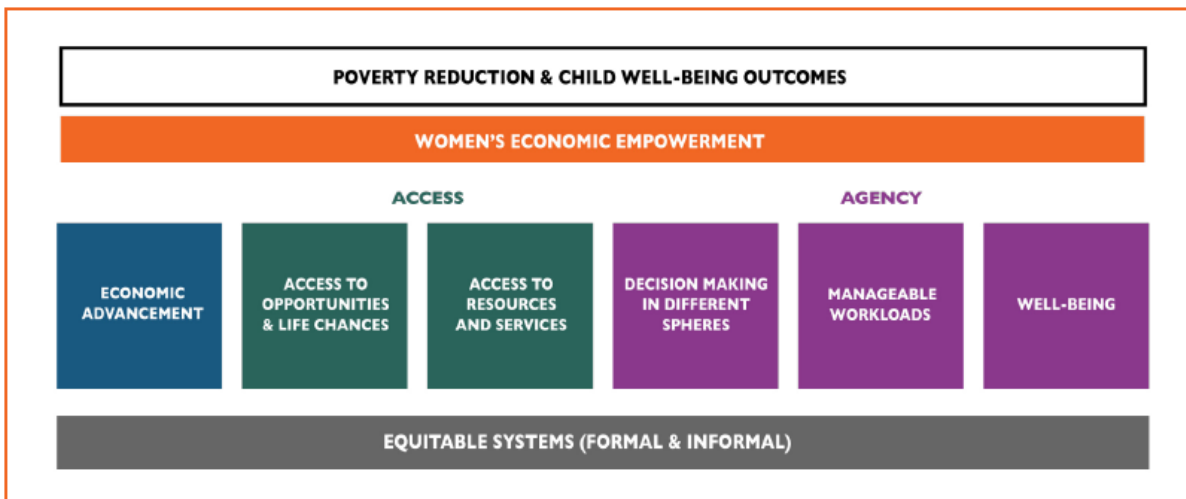 POVERTY REDUCTION & CHILD WELL-BEING OUTCOMES
WOMEN'S ECONOMIC EMPOWERMENT
ACCESS
AGENCY
ECONOMIC
ADVANCEMENT
ACCESS TO
OPPORTUNITIES
& LIFE CHANCES
ACCESS TO
RESOURCES
AND SERVICES
DECISION MAKING
IN DIFFERENT
SPHERES
MANAGEABLE
WORKLOADS
WELL-BEING
EQUITABLE SYSTEMS (FORMAL & INFORMAL)